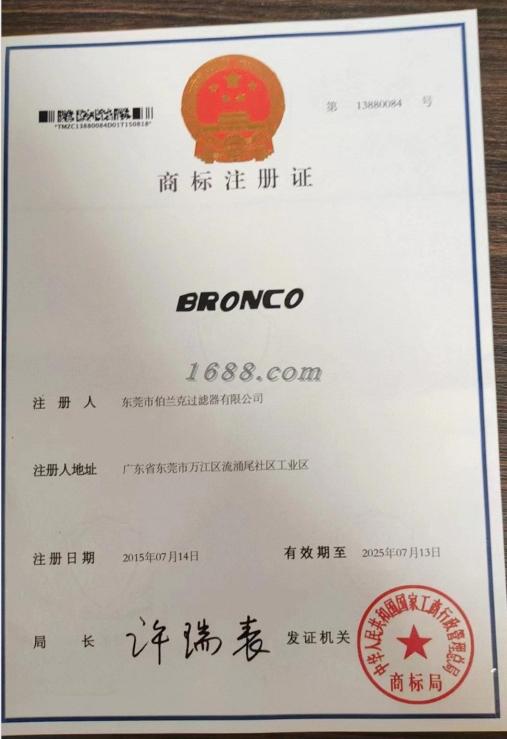 第 13880084 号
*TMZC13880084D01T150818*
商标注册证
BRONCO
1688.com
注册人 东莞市伯兰克过滤器有限公司
注册人地址 广东省东莞市万江区流涌尾社区工业区
注册日期 2015年07月14日 有效期至 2025年07月13日
局长 许瑞表 发证机关
中华人民共和国国家工商行政管理总局
商标局